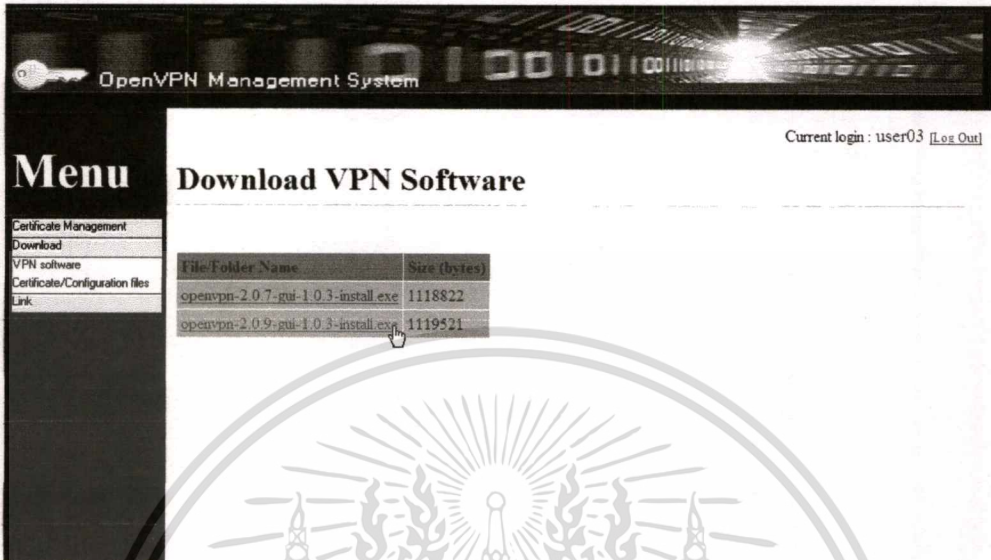 OpenVPN Management System
Current login : user03 [Log Out]
Menu
Download VPN Software
Certificate Management
Download
VPN software
Certificate/Configuration files
Link
File/Folder Name Size (bytes)
openvpn-2.0.7-gui-1.0.3-install.exe 1118822
openvpn-2.0.9-gui-1.0.3-install.exe 1119521